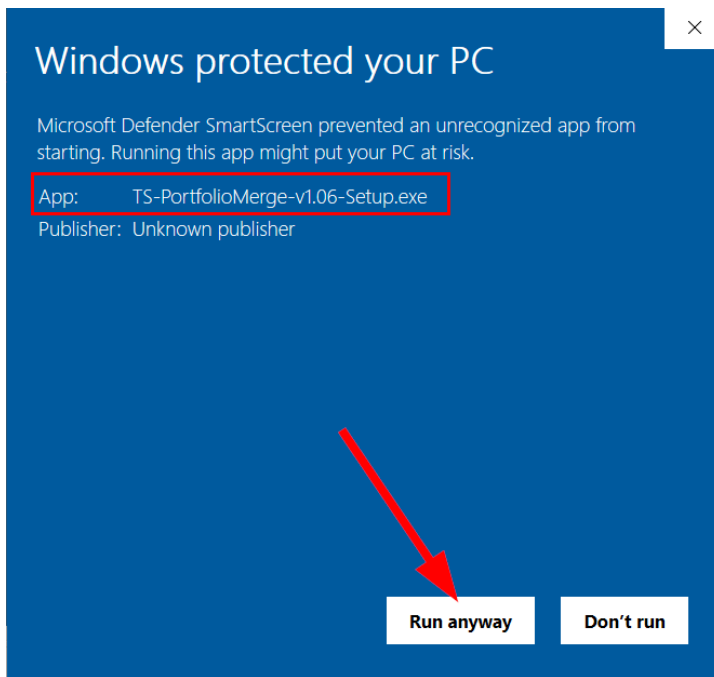 Windows protected your PC
Microsoft Defender SmartScreen prevented an unrecognized app from
starting. Running this app might put your PC at risk.
App: TS-PortfolioMerge-v1.06-Setup.exe
Publisher: Unknown publisher
Run anyway Don't run